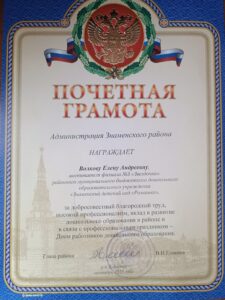 ПОЧЕТНАЯ
ГРАМОТА
Администрация Знаменского района
НАГРАЖДАЕТ
Волкову Елену Андреевну,
воспитателя филиала №3
районного муниципального бюджетного дошкольного
образовательного учреждения
«Знаменский детский сад
за добросовестный благородный труд,
высокий профессионализм, вклад в развитие
дошкольного образования в районе и
в связи с профессиональным праздником –
Днем работников дошкольного образования.
Глава района